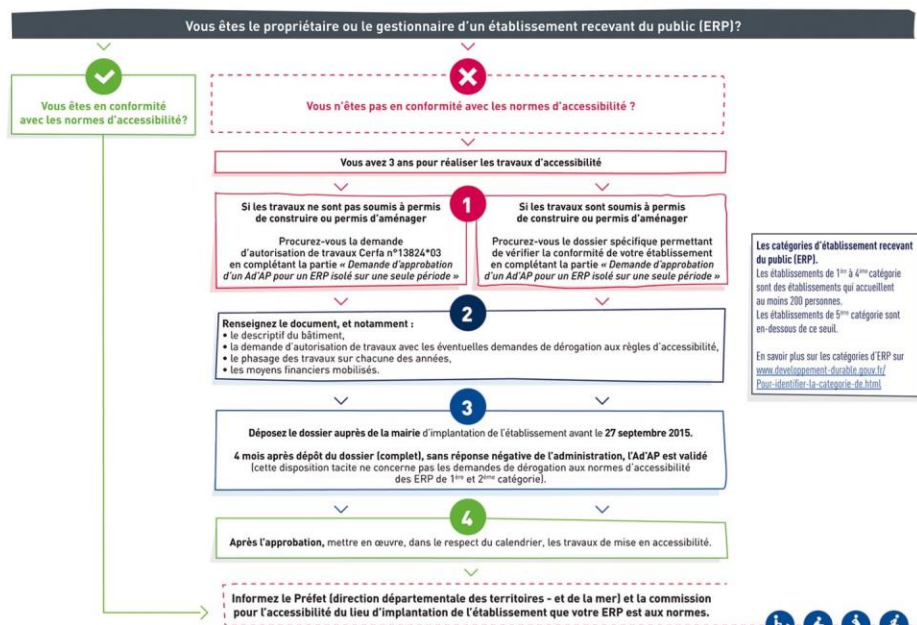 Vous êtes le propriétaire ou le gestionnaire d'un établissement recevant du public (ERP)?
Vous êtes en conformité
avec les normes d'accessibilité?
Vous n'êtes pas en conformité avec les normes d'accessibilité ?
Vous avez 3 ans pour réaliser les travaux d'accessibilité
1
Si les travaux ne sont pas soumis à permis
de construire ou permis d'aménager
Procurez-vous la demande
d'autorisation de travaux Cerfa n°13824*03
en complétant la partie « Demande d'approbation
d'un Ad'AP pour un ERP isolé sur une seule période »
Si les travaux sont soumis à permis
de construire ou permis d'aménager
Procurez-vous le dossier spécifique permettant
de vérifier la conformité de votre établissement
en complétant la partie « Demande d'approbation
d'un Ad'AP pour un ERP isolé sur une seule période »
2
Renseignez le document, et notamment :
• le descriptif du bâtiment,
• la demande d'autorisation de travaux avec les éventuelles demandes de dérogation aux règles d'accessibilité,
• le phasage des travaux sur chacune des années,
• les moyens financiers mobilisés.
3
Déposez le dossier auprès de la mairie d'implantation de l'établissement avant le 27 septembre 2015.
4 mois après dépôt du dossier (complet), sans réponse négative de l'administration, l'Ad'AP est validé
(cette disposition tacite ne concerne pas les demandes de dérogation aux normes d'accessibilité
des ERP de 1ère et 2ème catégorie).
4
Après l'approbation, mettre en œuvre, dans le respect du calendrier, les travaux de mise en accessibilité.
Informez le Préfet (direction départementale des territoires - et de la mer) et la commission
pour l'accessibilité du lieu d'implantation de l'établissement que votre ERP est aux normes.
Les catégories d'établissement recevant
du public (ERP).
Les établissements de 1ère à 4ème catégorie
sont des établissements qui accueillent
au moins 200 personnes.
Les établissements de 5ème catégorie sont
en-dessous de ce seuil.
En savoir plus sur les catégories d'ERP sur
www.developpement-durable.gouv.fr/
Pour-identifier-la-categorie-de.html